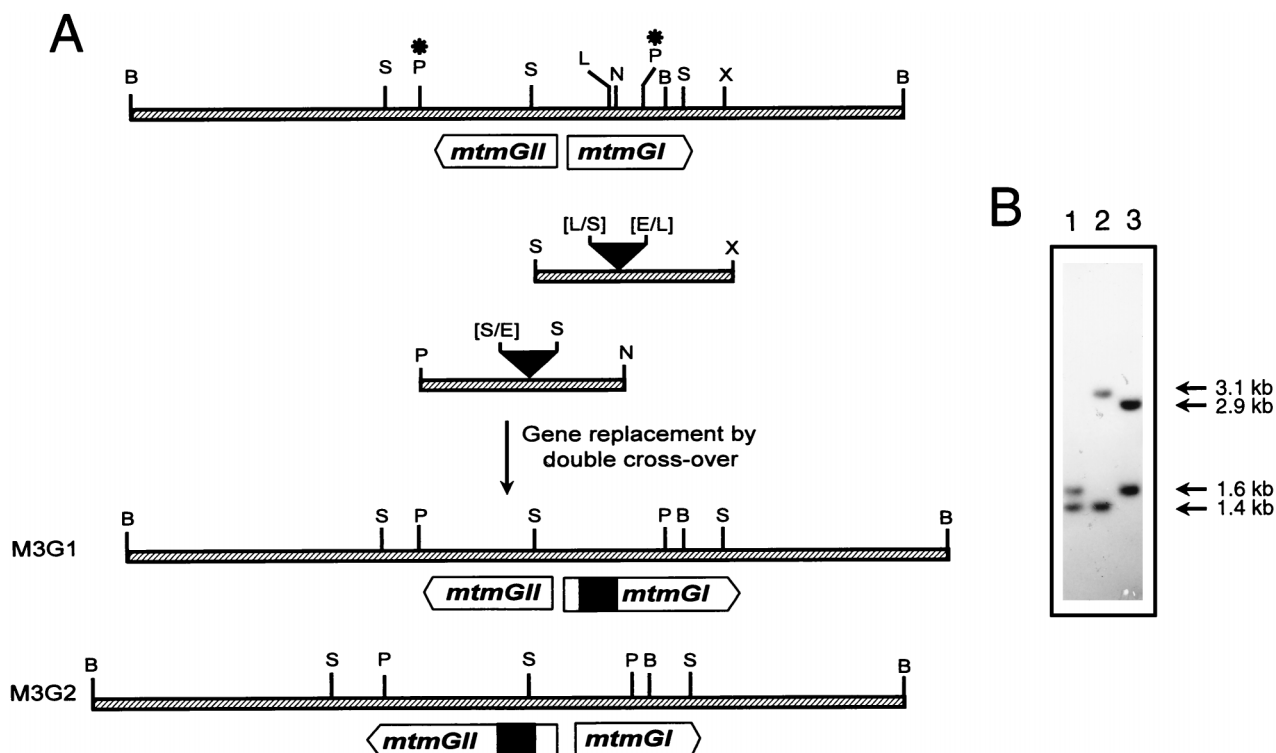 A
B S P S L N P B S X B
mtmGII mtmGI
[L/S] [E/L]
S X
[S/E] S
P N
Gene replacement by
double cross-over
M3G1
B S P S P B S B
mtmGII mtmGI
M3G2
B S P S P B S B
mtmGII mtmGI
B
1 2 3
3.1 kb
2.9 kb
1.6 kb
1.4 kb